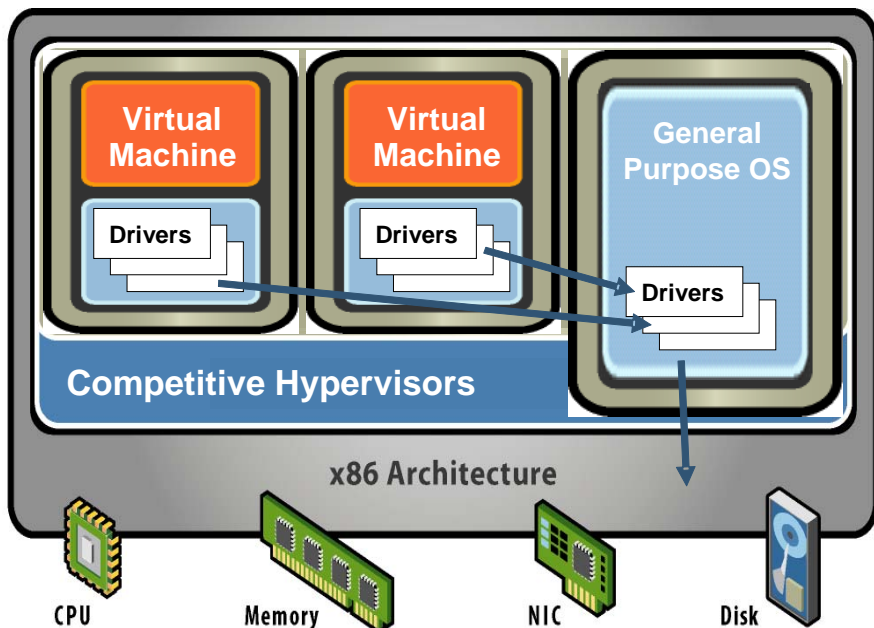 Virtual
Machine
Drivers
Virtual
Machine
Drivers
General
Purpose OS
Drivers
Competitive Hypervisors
x86 Architecture
CPU
Memory
NIC
Disk